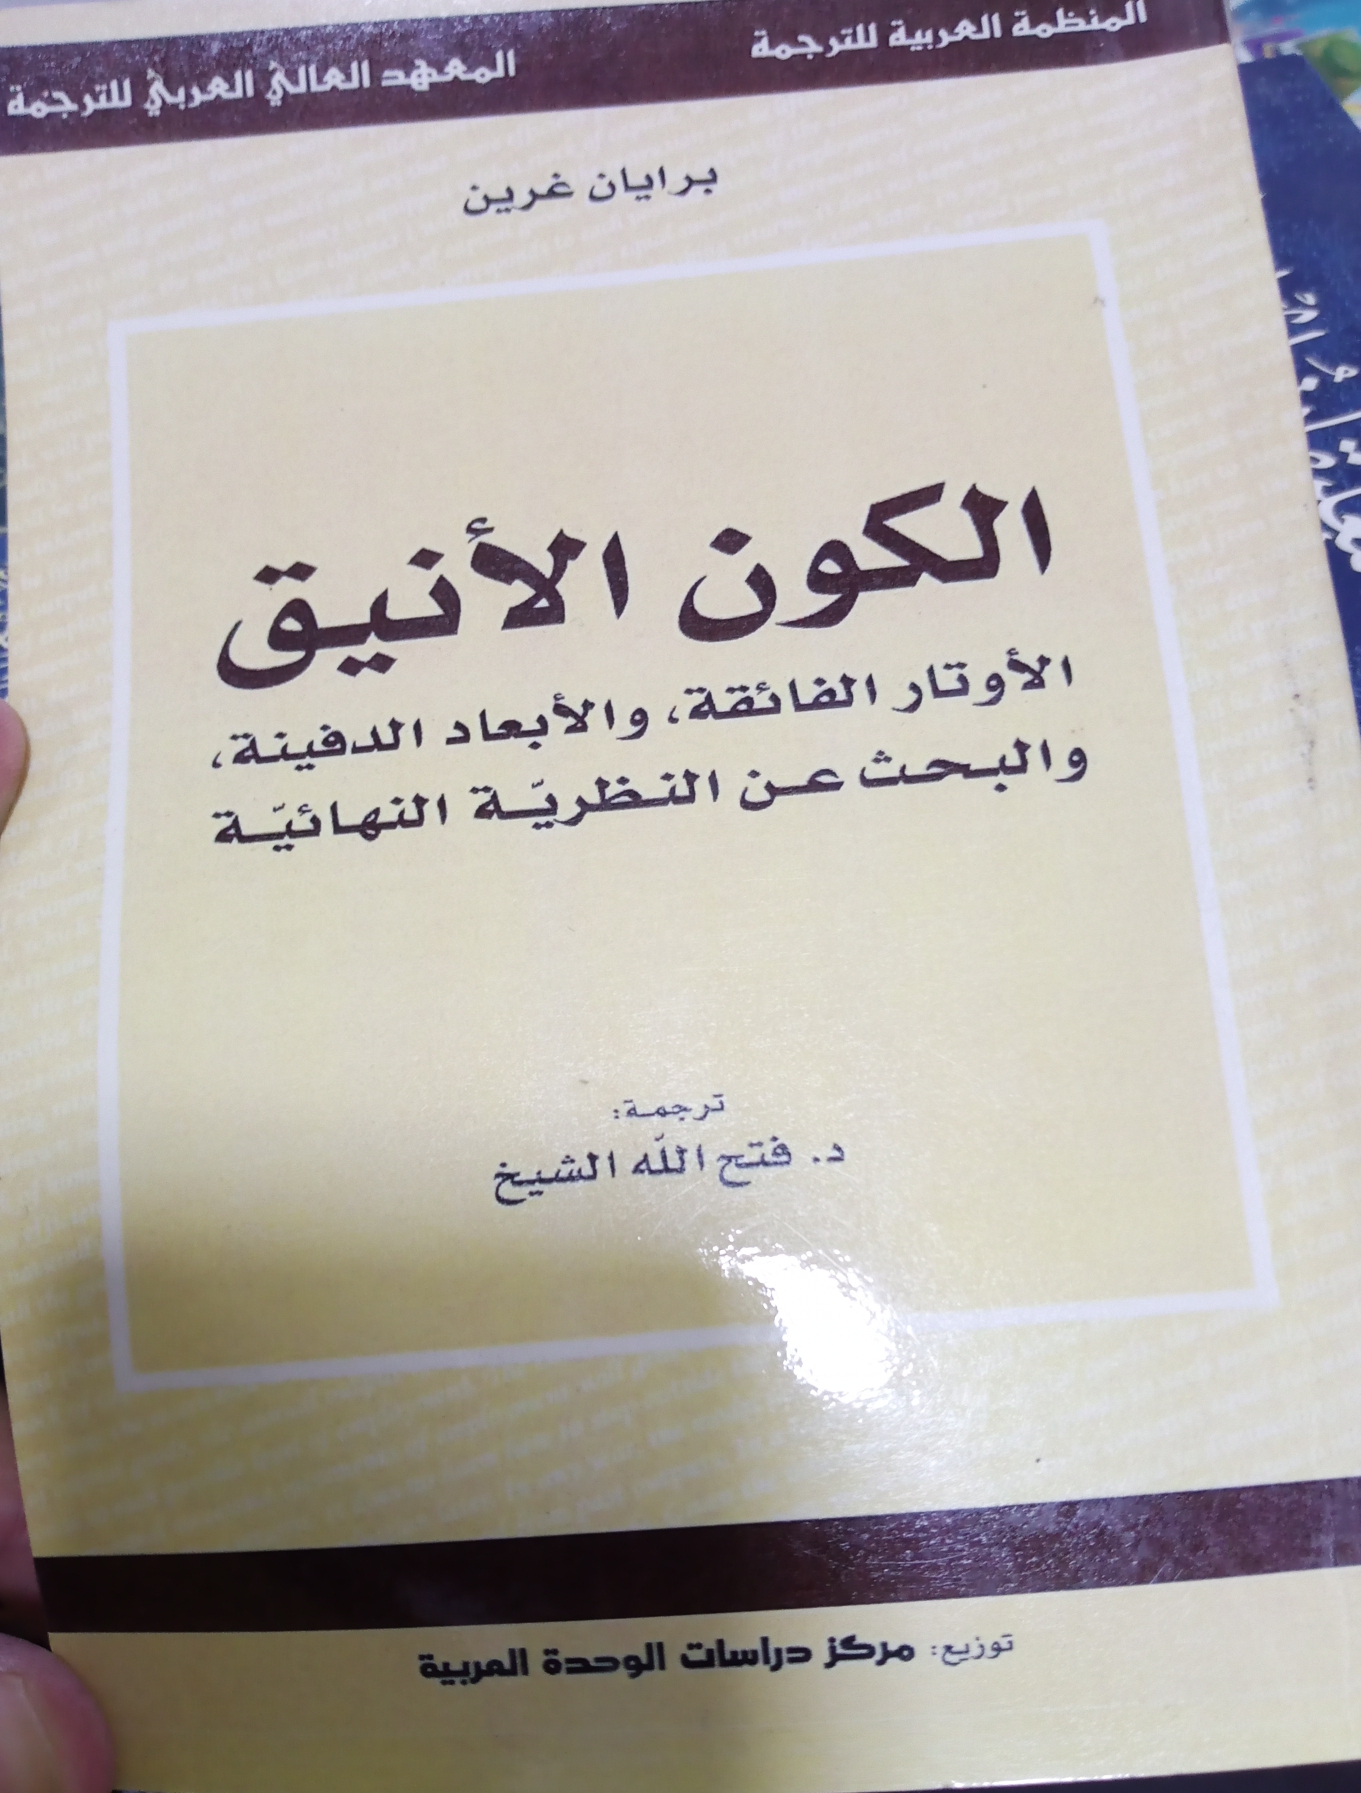 المنظمة العربية للترجمة
المعهد العالي العربي للترجمة
برايان غرين
الكون الأنيق
الأوتار الفائقة، والأبعاد الدفينة،
والبحث عن النظريّة النهائيّة
ترجمة:
د. فتح الله الشيخ
توزيع: مركز دراسات الوحدة العربية